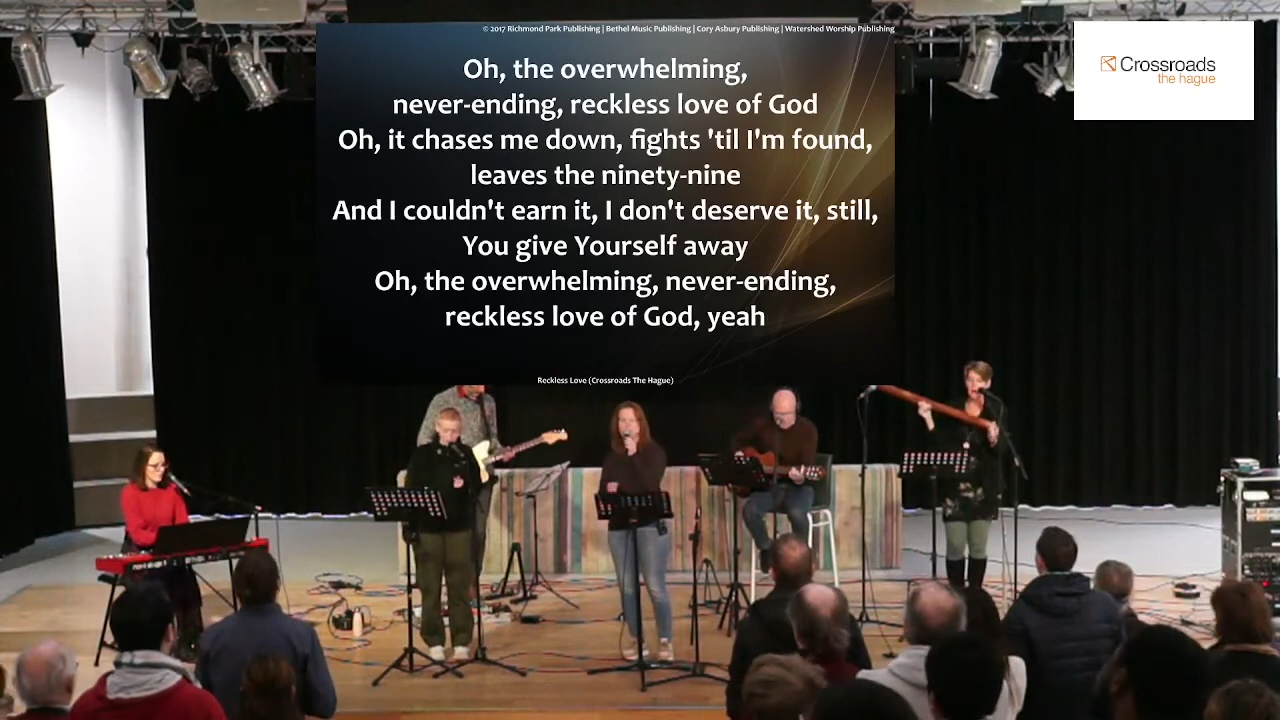 © 2017 Richmond Park Publishing | Bethel Music Publishing | Cory Asbury Publishing | Watershed Worship Publishing
Oh, the overwhelming,
never-ending, reckless love of God
Oh, it chases me down, fights 'til I'm found,
leaves the ninety-nine
And I couldn't earn it, I don't deserve it, still,
You give Yourself away
Oh, the overwhelming, never-ending,
reckless love of God, yeah
Reckless Love (Crossroads The Hague)
Crossroads
the hague